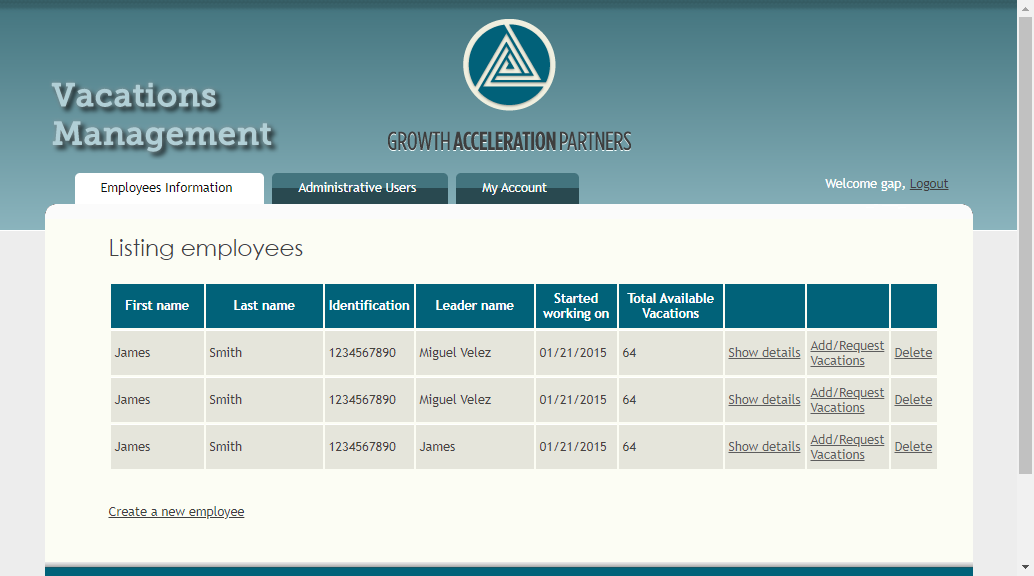 Vacations
Management
GROWTH ACCELERATION PARTNERS
Employees Information Administrative Users My Account Welcome gap, Logout
Listing employees
First name Last name Identification Leader name Started working on Total Available Vacations
James Smith 1234567890 Miguel Velez 01/21/2015 64 Show details Add/Request Vacations Delete
James Smith 1234567890 Miguel Velez 01/21/2015 64 Show details Add/Request Vacations Delete
James Smith 1234567890 James 01/21/2015 64 Show details Add/Request Vacations Delete
Create a new employee